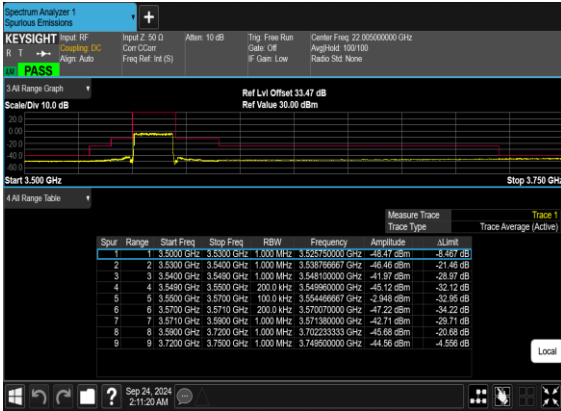 Spectrum Analyzer 1
Spurious Emissions
+
KEYSIGHT Input: RF Input Z: 50 Ω Atten: 10 dB Trig: Free Run Center Freq: 22.005000000 GHz
R T Coupling: DC Corr CCorr Gate: Off Avg|Hold: 100/100
Align: Auto Freq Ref: Int (S) IF Gain: Low Radio Std: None
PASS
3 All Range Graph Ref Lvl Offset 33.47 dB
Scale/Div 10.0 dB Ref Value 30.00 dBm
20.0
0.00
-20.0
-40.0
-60.0
Start 3.500 GHz Stop 3.750 GHz
4 All Range Table
Measure Trace Trace 1
Trace Type Trace Average (Active)
Spur Range Start Freq Stop Freq RBW Frequency Amplitude ΔLimit
1 1 3.5000 GHz 3.5300 GHz 1.000 MHz 3.525750000 GHz -48.47 dBm -8.467 dB
2 2 3.5300 GHz 3.5400 GHz 1.000 MHz 3.538766667 GHz -46.46 dBm -21.46 dB
3 3 3.5400 GHz 3.5490 GHz 1.000 MHz 3.548100000 GHz -41.97 dBm -28.97 dB
4 4 3.5490 GHz 3.5500 GHz 200.0 kHz 3.549960000 GHz -45.12 dBm -32.12 dB
5 5 3.5500 GHz 3.5700 GHz 100.0 kHz 3.554466667 GHz -2.948 dBm -32.95 dB
6 6 3.5700 GHz 3.5710 GHz 200.0 kHz 3.570070000 GHz -47.22 dBm -34.22 dB
7 7 3.5710 GHz 3.5900 GHz 1.000 MHz 3.571380000 GHz -42.71 dBm -29.71 dB
8 8 3.5900 GHz 3.7200 GHz 1.000 MHz 3.702233333 GHz -45.68 dBm -20.68 dB
9 9 3.7200 GHz 3.7500 GHz 1.000 MHz 3.749500000 GHz -44.56 dBm -4.556 dB
Local
? Sep 24, 2024
2:11:20 AM